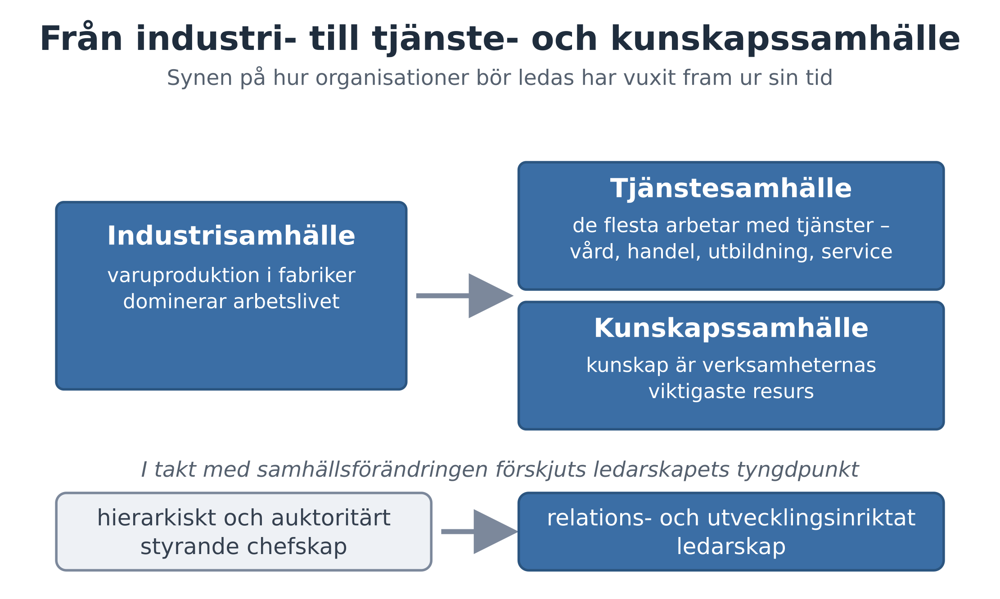 Från industri- till tjänste- och kunskapssamhälle
Synen på hur organisationer bör ledas har vuxit fram ur sin tid
Industrisamhälle
varuproduktion i fabriker
dominerar arbetslivet
Tjänstesamhälle
de flesta arbetar med tjänster –
vård, handel, utbildning, service
Kunskapssamhälle
kunskap är verksamheternas
viktigaste resurs
I takt med samhällsförändringen förskjuts ledarskapets tyngdpunkt
hierarkiskt och auktoritärt
styrande chefskap
relations- och utvecklingsinriktat
ledarskap